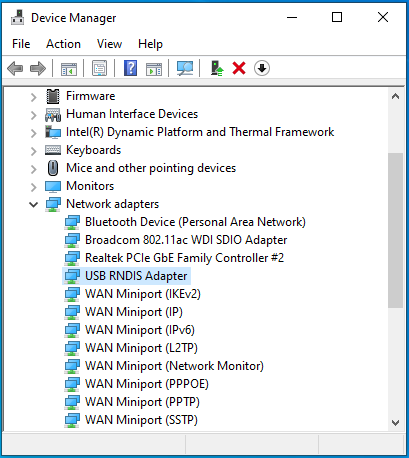 Device Manager
File Action View Help
Firmware
Human Interface Devices
Intel(R) Dynamic Platform and Thermal Framework
Keyboards
Mice and other pointing devices
Monitors
Network adapters
Bluetooth Device (Personal Area Network)
Broadcom 802.11ac WDI SDIO Adapter
Realtek PCIe GbE Family Controller #2
USB RNDIS Adapter
WAN Miniport (IKEv2)
WAN Miniport (IP)
WAN Miniport (IPv6)
WAN Miniport (L2TP)
WAN Miniport (Network Monitor)
WAN Miniport (PPPOE)
WAN Miniport (PPTP)
WAN Miniport (SSTP)